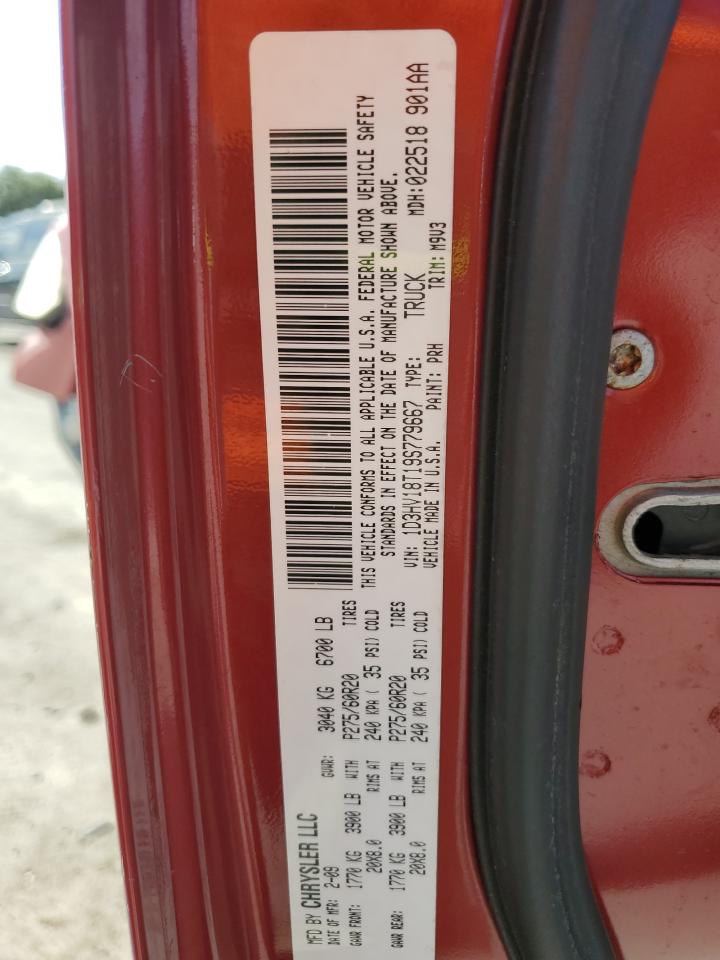 MFD BY CHRYSLER LLC
DATE OF MFR: 2-09 GVWR: 3040 KG 6700 LB
GAWR FRONT: 1770 KG 3900 LB WITH P275/60R20 TIRES
20X8.0 RIMS AT 240 KPA ( 35 PSI) COLD
GAWR REAR: 1770 KG 3900 LB WITH P275/60R20
20X8.0 RIMS AT 240 KPA ( 35 PSI) COLD
THIS VEHICLE CONFORMS TO ALL APPLICABLE U.S.A. FEDERAL MOTOR VEHICLE SAFETY
STANDARDS IN EFFECT ON THE DATE OF MANUFACTURE SHOWN ABOVE.
VIN: 1D3HV18T19S779667 TYPE: TRUCK MDH:022518 901AA
VEHICLE MADE IN U.S.A. PAINT: PRH TRIM: M9V3